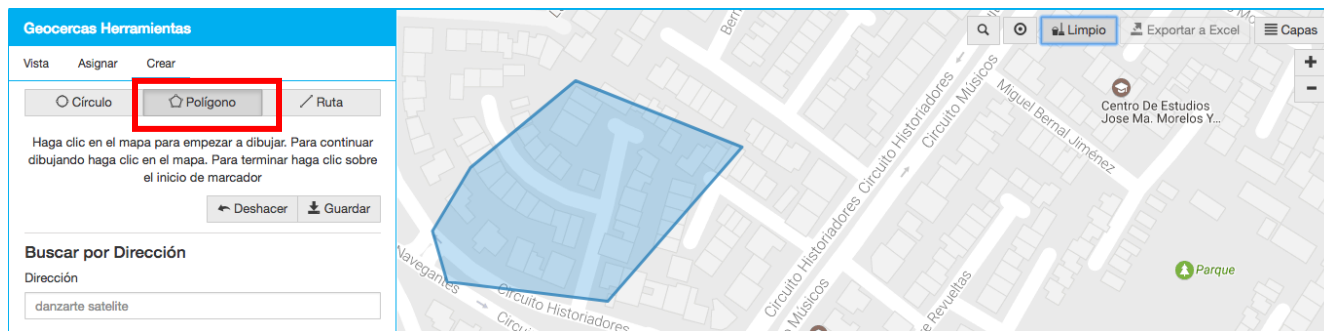 Geocercas Herramientas
Vista Asignar Crear
Círculo Polígono Ruta
Haga clic en el mapa para empezar a dibujar. Para continuar
dibujando haga clic en el mapa. Para terminar haga clic sobre
el inicio de marcador
Deshacer Guardar
Buscar por Dirección
Dirección
danzarte satelite
Limpio Exportar a Excel Capas
+
−
Bernal
Circuito Historiadores
Circuito Músicos
Miguel Bernal Jiménez
Centro De Estudios
Jose Ma. Morelos Y...
Circuito Historiadores
Circuito Historiadores
Músicos
Navegantes
Circuito Historiadores
Revueltas
Parque